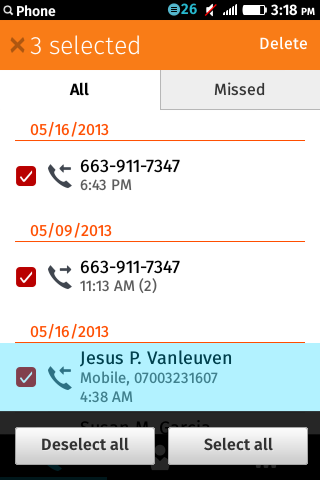 Phone 26 3:18 PM
3 selected Delete
All Missed
05/16/2013
663-911-7347
6:43 PM
05/09/2013
663-911-7347
11:13 AM (2)
05/16/2013
Jesus P. Vanleuven
Mobile, 07003231607
4:38 AM
Susan M. Garcia
Deselect all Select all